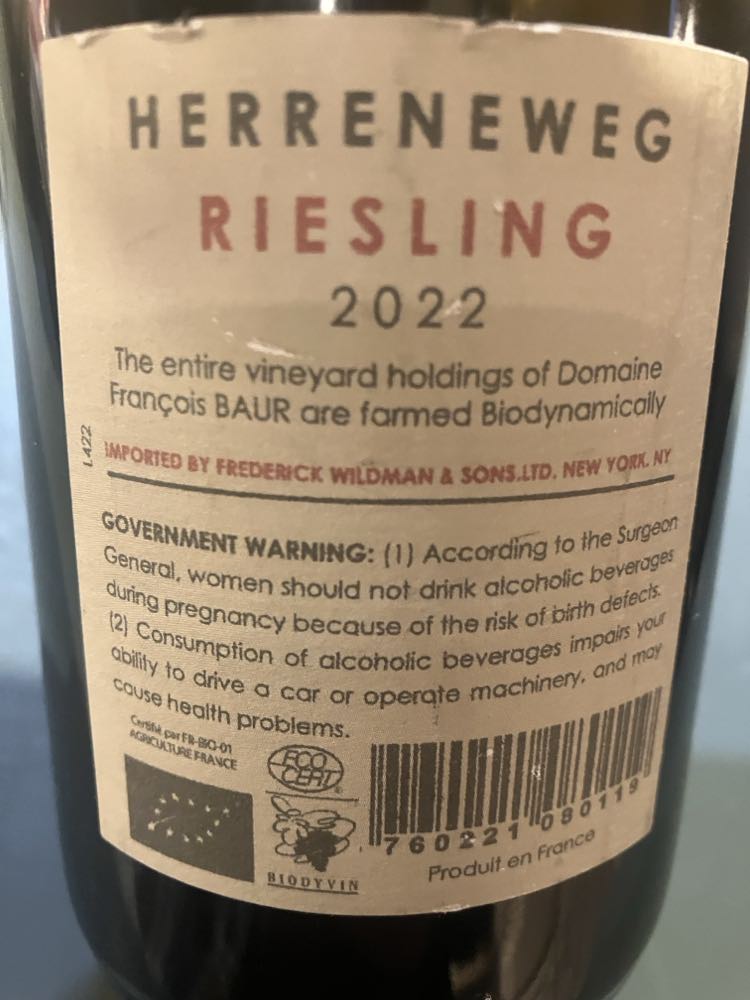 HERRENEWEG
RIESLING
2022
The entire vineyard holdings of Domaine
François BAUR are farmed Biodynamically
L422
IMPORTED BY FREDERICK WILDMAN & SONS.LTD. NEW YORK. NY
GOVERNMENT WARNING: (1) According to the Surgeon
General, women should not drink alcoholic beverages
during pregnancy because of the risk of birth defects.
(2) Consumption of alcoholic beverages impairs your
ability to drive a car or operate machinery, and may
cause health problems.
Certifié par FR-BIO-01
AGRICULTURE FRANCE
ECO
CERT®
BIODYVIN
760221 080119
Produit en France